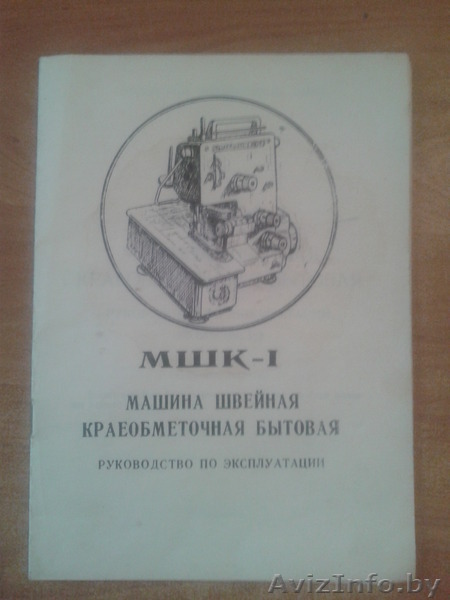 МШК-1
МАШИНА ШВЕЙНАЯ
КРАЕОБМЕТОЧНАЯ БЫТОВАЯ
РУКОВОДСТВО ПО ЭКСПЛУАТАЦИИ
AvizInfo.by